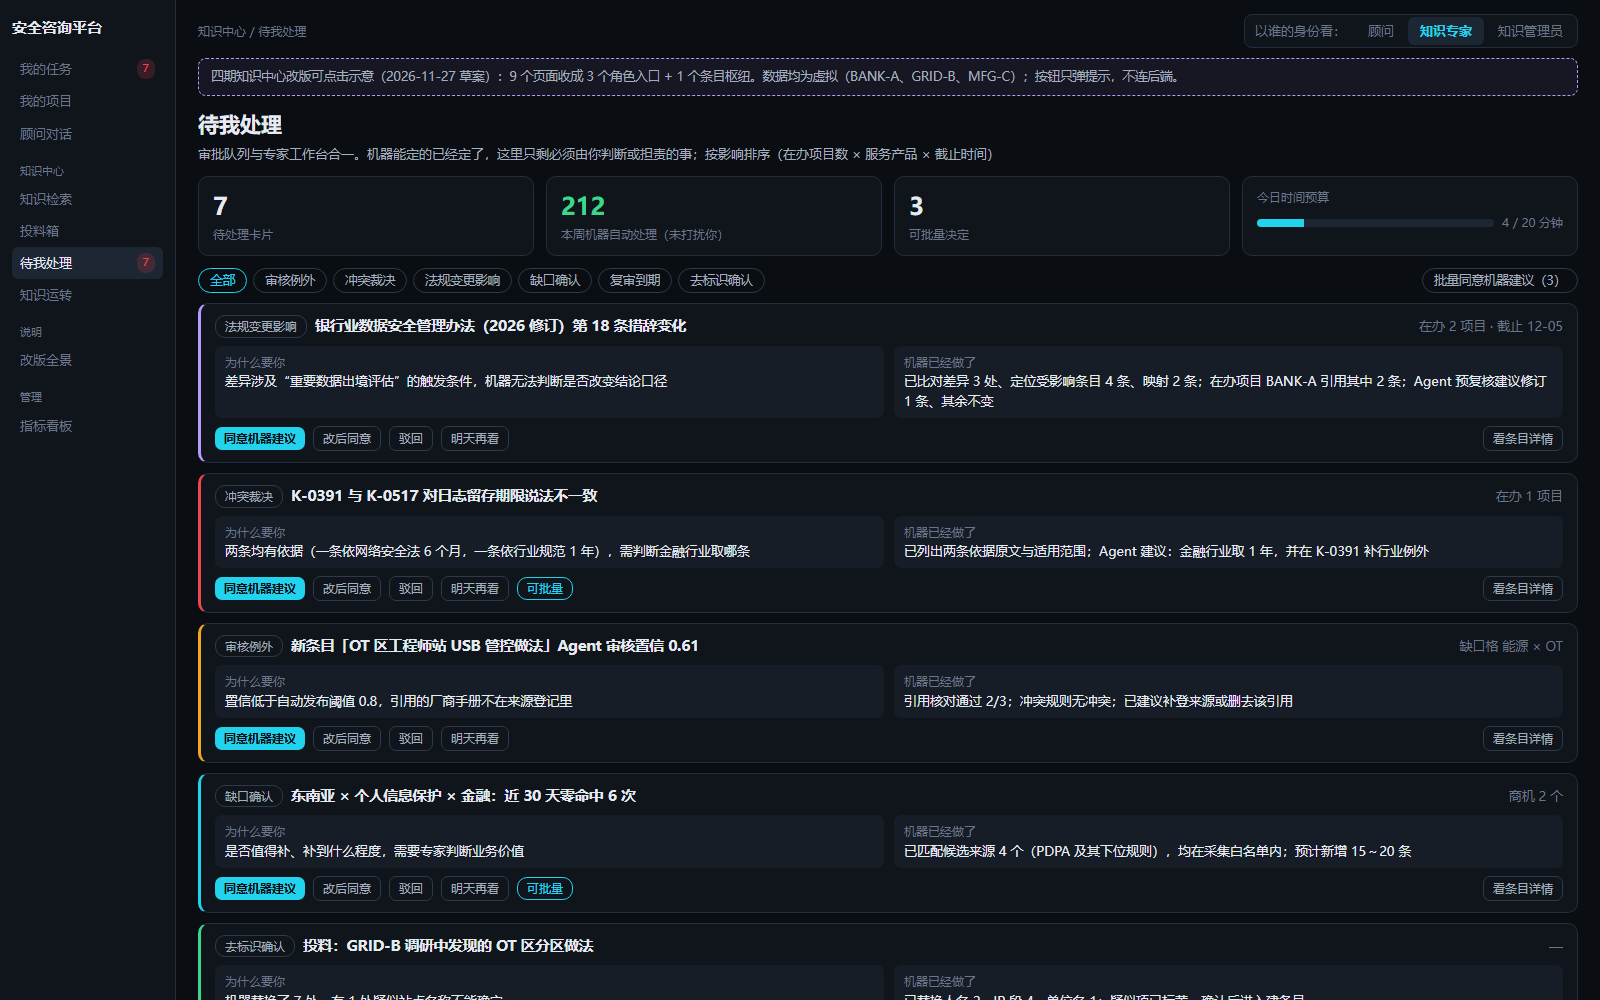 安全咨询平台
我的任务 7
我的项目
顾问对话
知识中心
知识检索
投料箱
待我处理 7
知识运转
说明
改版全景
管理
指标看板
知识中心 / 待我处理
以谁的身份看： 顾问 知识专家 知识管理员
四期知识中心改版可点击示意（2026-11-27 草案）：9 个页面收成 3 个角色入口 + 1 个条目枢纽。数据均为虚拟（BANK-A、GRID-B、MFG-C）；按钮只弹提示，不连后端。
待我处理
审批队列与专家工作台合一。机器能定的已经定了，这里只剩必须由你判断或担责的事；按影响排序（在办项目数 × 服务产品 × 截止时间）
7
待处理卡片
212
本周机器自动处理（未打扰你）
3
可批量决定
今日时间预算
4 / 20 分钟
全部 审核例外 冲突裁决 法规变更影响 缺口确认 复审到期 去标识确认 批量同意机器建议（3）
法规变更影响 银行业数据安全管理办法（2026 修订）第 18 条措辞变化 在办 2 项目 · 截止 12-05
为什么要你
差异涉及“重要数据出境评估”的触发条件，机器无法判断是否改变结论口径
机器已经做了
已比对差异 3 处、定位受影响条目 4 条、映射 2 条；在办项目 BANK-A 引用其中 2 条；Agent 预复核建议修订
1 条、其余不变
同意机器建议 改后同意 驳回 明天再看 看条目详情
冲突裁决 K-0391 与 K-0517 对日志留存期限说法不一致 在办 1 项目
为什么要你
两条均有依据（一条依网络安全法 6 个月，一条依行业规范 1 年），需判断金融行业取哪条
机器已经做了
已列出两条依据原文与适用范围；Agent 建议：金融行业取 1 年，并在 K-0391 补行业例外
同意机器建议 改后同意 驳回 明天再看 可批量 看条目详情
审核例外 新条目「OT 区工程师站 USB 管控做法」Agent 审核置信 0.61 缺口格 能源 × OT
为什么要你
置信低于自动发布阈值 0.8，引用的厂商手册不在来源登记里
机器已经做了
引用核对通过 2/3；冲突规则无冲突；已建议补登来源或删去该引用
同意机器建议 改后同意 驳回 明天再看 看条目详情
缺口确认 东南亚 × 个人信息保护 × 金融：近 30 天零命中 6 次 商机 2 个
为什么要你
是否值得补、补到什么程度，需要专家判断业务价值
机器已经做了
已匹配候选来源 4 个（PDPA 及其下位规则），均在采集白名单内；预计新增 15～20 条
同意机器建议 改后同意 驳回 明天再看 可批量 看条目详情
去标识确认 投料：GRID-B 调研中发现的 OT 区分区做法 —
为什么要你
机器已经做了